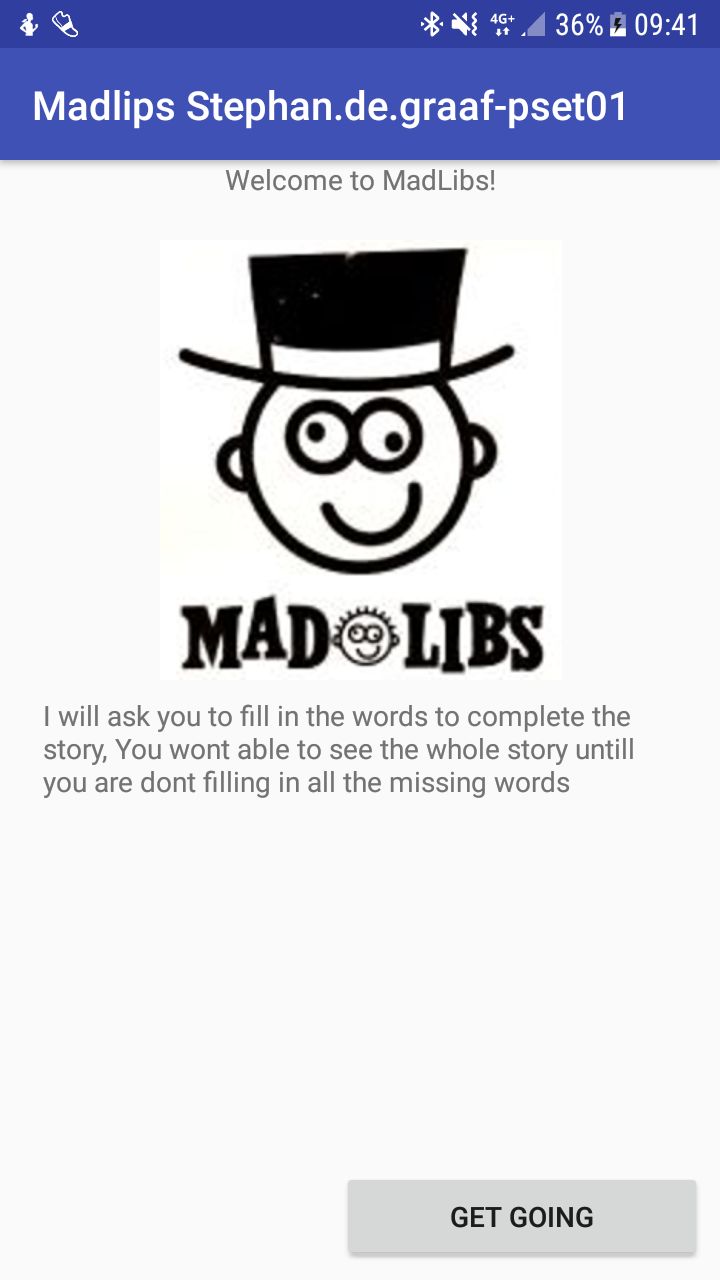 4G+ 36% 09:41
Madlips Stephan.de.graaf-pset01
Welcome to MadLibs!
MAD LIBS
I will ask you to fill in the words to complete the
story, You wont able to see the whole story untill
you are dont filling in all the missing words
GET GOING